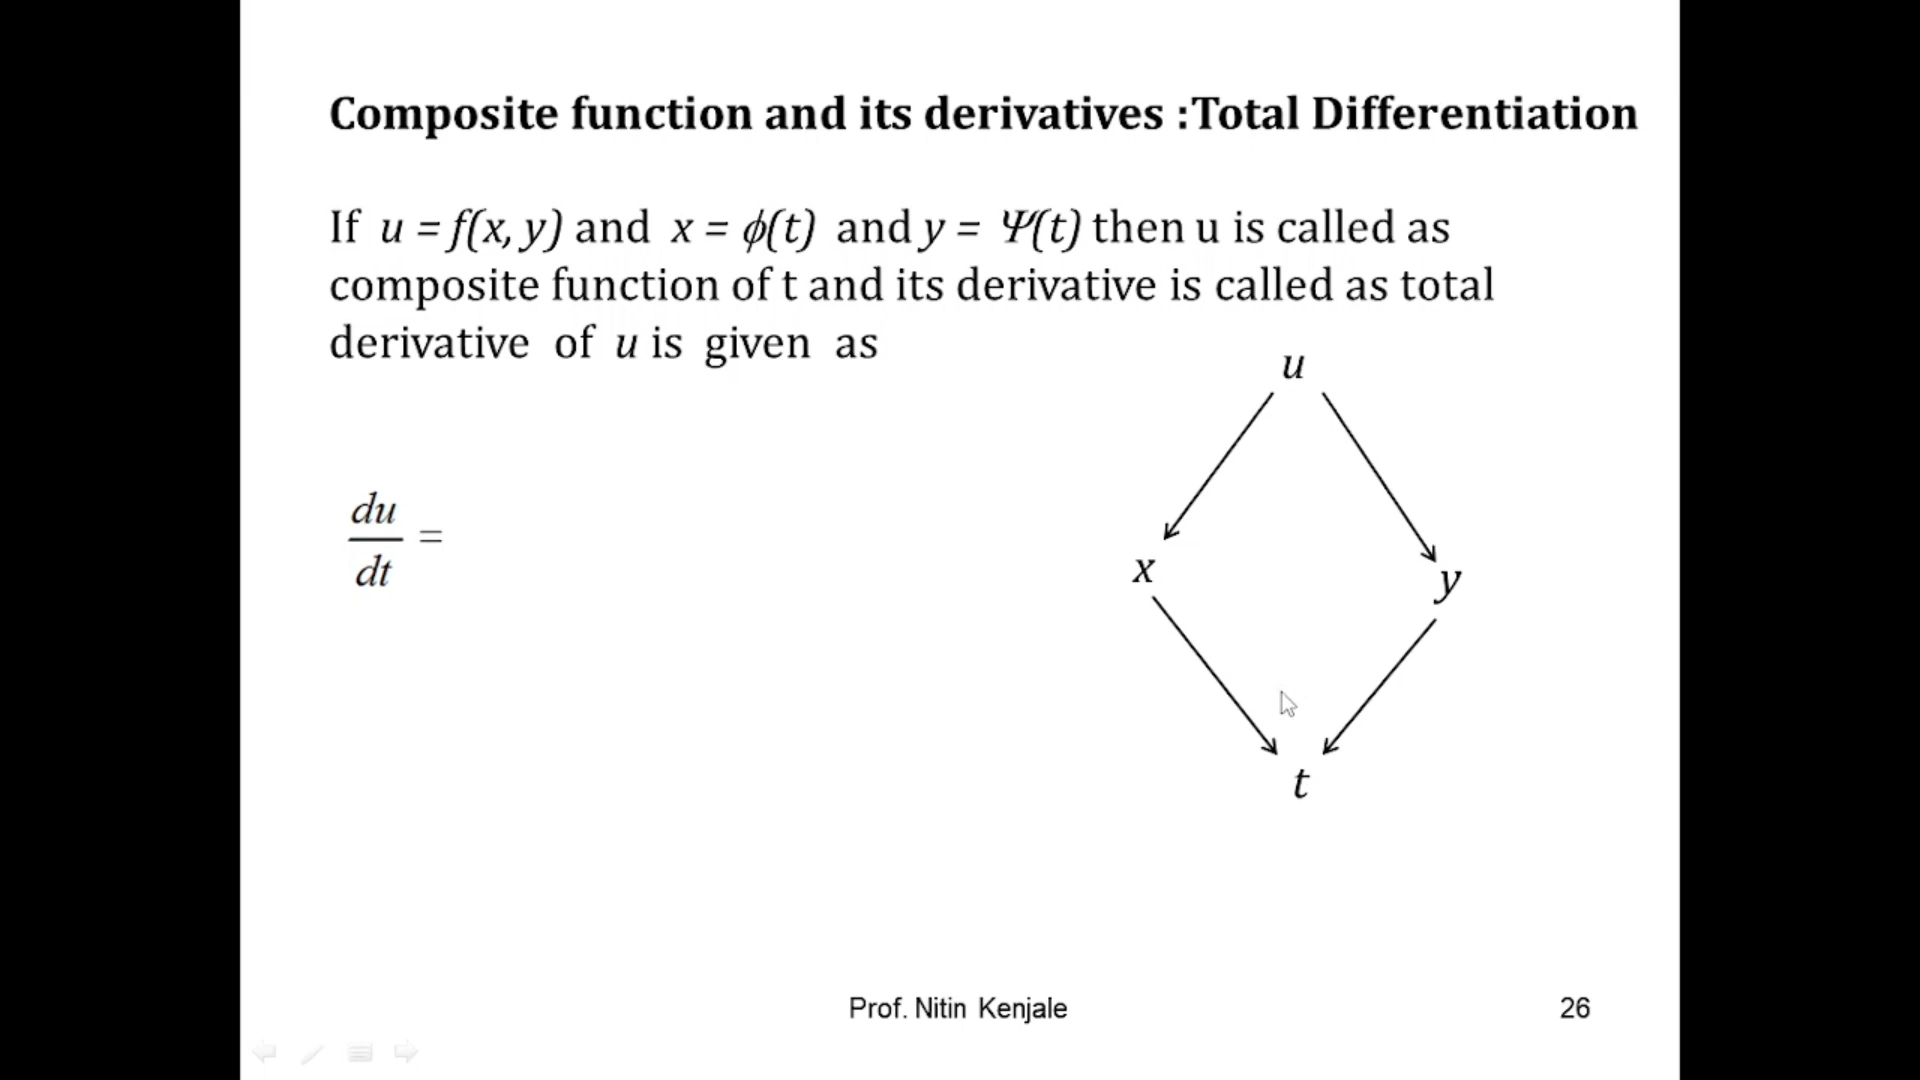 Composite function and its derivatives :Total Differentiation
If u = f(x, y) and x = ϕ(t) and y = Ψ(t) then u is called as
composite function of t and its derivative is called as total
derivative of u is given as
u
du/dt =
x
y
t
Prof. Nitin Kenjale
26